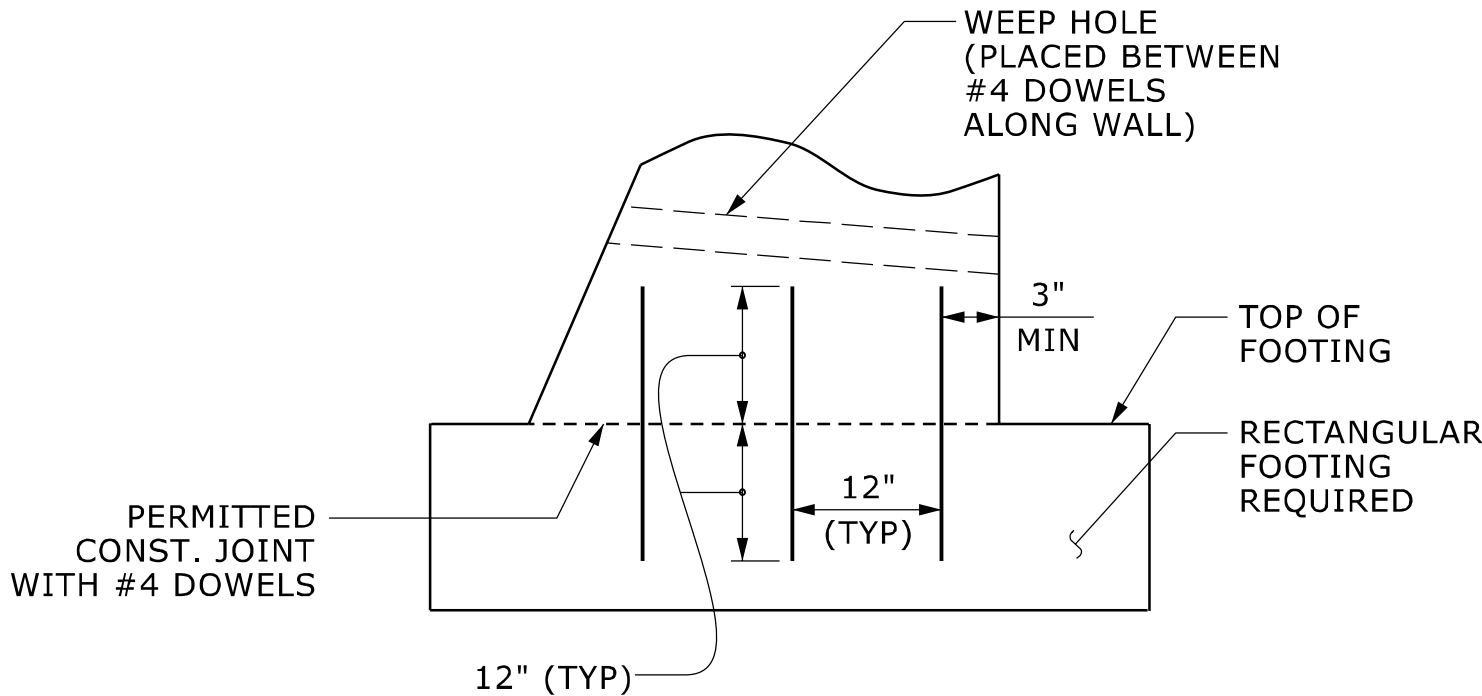 WEEP HOLE
(PLACED BETWEEN
#4 DOWELS
ALONG WALL)
3"
MIN
TOP OF
FOOTING
RECTANGULAR
FOOTING
REQUIRED
12"
(TYP)
PERMITTED
CONST. JOINT
WITH #4 DOWELS
12" (TYP)